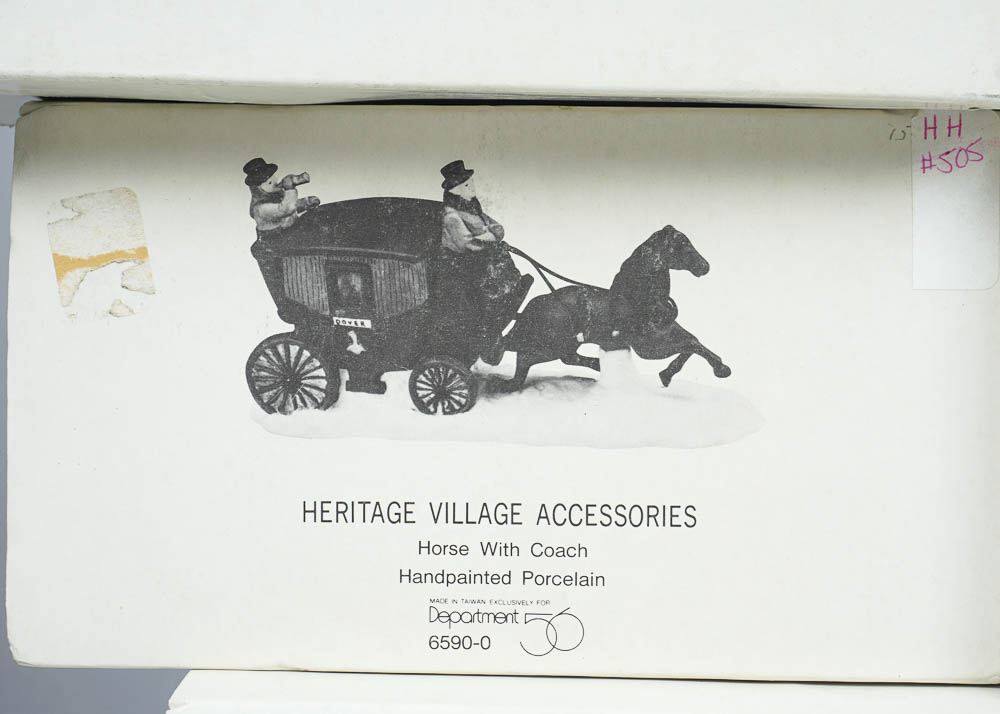 15
HH
#505
DOVER
HERITAGE VILLAGE ACCESSORIES
Horse With Coach
Handpainted Porcelain
MADE IN TAIWAN EXCLUSIVELY FOR
Department 56
6590-0